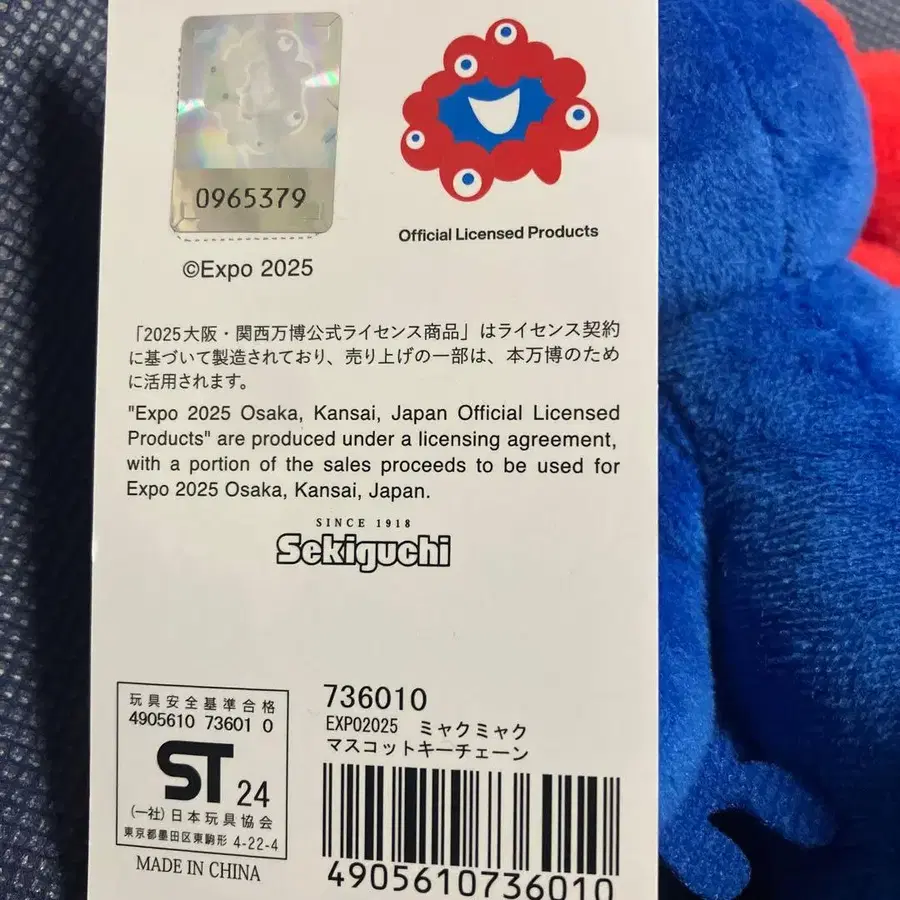 0965379
©Expo 2025
Official Licensed Products
「2025大阪・関西万博公式ライセンス商品」はライセンス契約
に基づいて製造されており、売り上げの一部は、本万博のため
に活用されます。
"Expo 2025 Osaka, Kansai, Japan Official Licensed
Products" are produced under a licensing agreement,
with a portion of the sales proceeds to be used for
Expo 2025 Osaka, Kansai, Japan.
SINCE 1918
Sekiguchi
玩具安全基準合格
4905610 73601 0
ST 24
(一社)日本玩具協会
東京都墨田区東駒形 4-22-4
MADE IN CHINA
736010
EXPO2025 ミャクミャク
マスコットキーチェーン
4905610736010